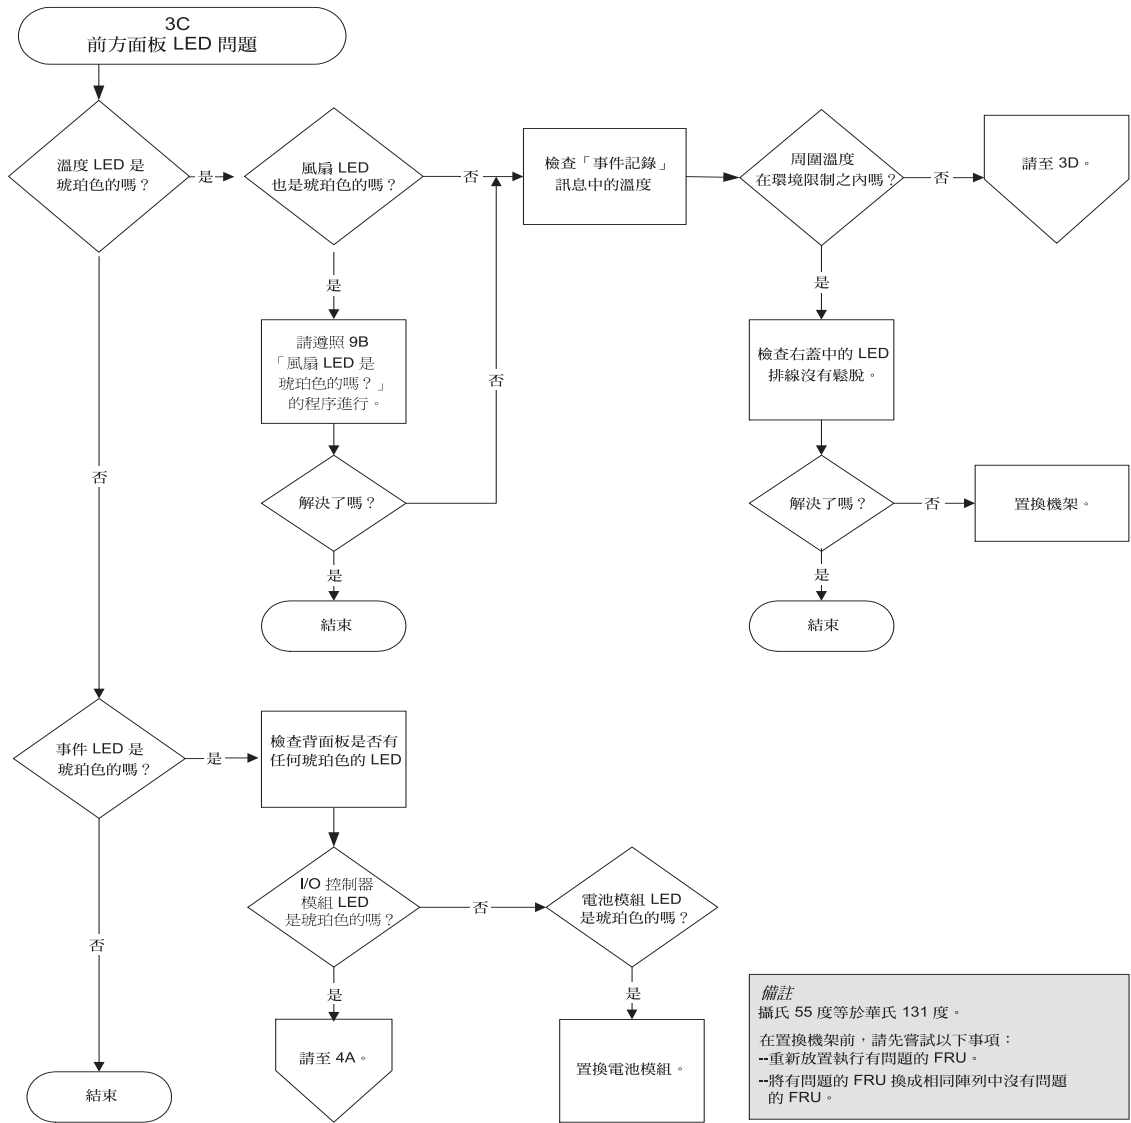 3C
前方面板 LED 問題
溫度 LED 是
琥珀色的嗎？
是
風扇 LED
也是琥珀色的嗎？
否
檢查「事件記錄」
訊息中的溫度
周圍溫度
在環境限制之內嗎？
否
請至 3D。
是
請遵照 9B
「風扇 LED 是
琥珀色的嗎？」
的程序進行。
否
是
檢查右蓋中的 LED
排線沒有鬆脫。
否
解決了嗎？
解決了嗎？
否
置換機架。
是
結束
是
結束
事件 LED 是
琥珀色的嗎？
是
檢查背面板是否有
任何琥珀色的 LED
I/O 控制器
模組 LED
是琥珀色的嗎？
否
電池模組 LED
是琥珀色的嗎？
否
是
請至 4A。
是
置換電池模組。
結束
備註
攝氏 55 度等於華氏 131 度。
在置換機架前，請先嘗試以下事項：
--重新放置執行有問題的 FRU。
--將有問題的 FRU 換成相同陣列中沒有問題
的 FRU。